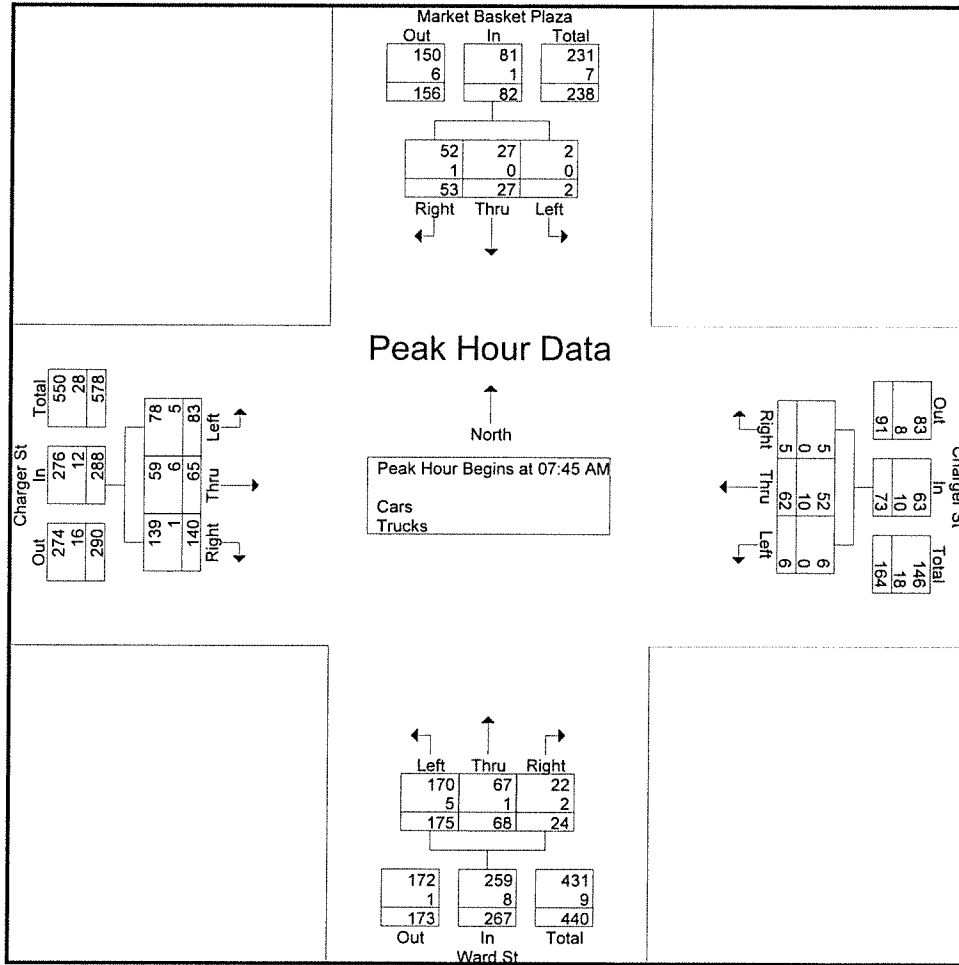 Market Basket Plaza
Out In Total
150 81 231
6 1 7
156 82 238
52 27 2
1 0 0
53 27 2
Right Thru Left
Peak Hour Data
North
Peak Hour Begins at 07:45 AM
Cars
Trucks
Charger St
Total In Out
550 276 274
28 12 16
578 288 290
78 59 139
5 6 1
83 65 140
Left Thru Right
Charger St
Out In Total
83 63 146
8 10 18
91 73 164
5 52 6
0 10 0
5 62 6
Right Thru Left
Left Thru Right
170 67 22
5 1 2
175 68 24
172 259 431
1 8 9
173 267 440
Out In Total
Ward St